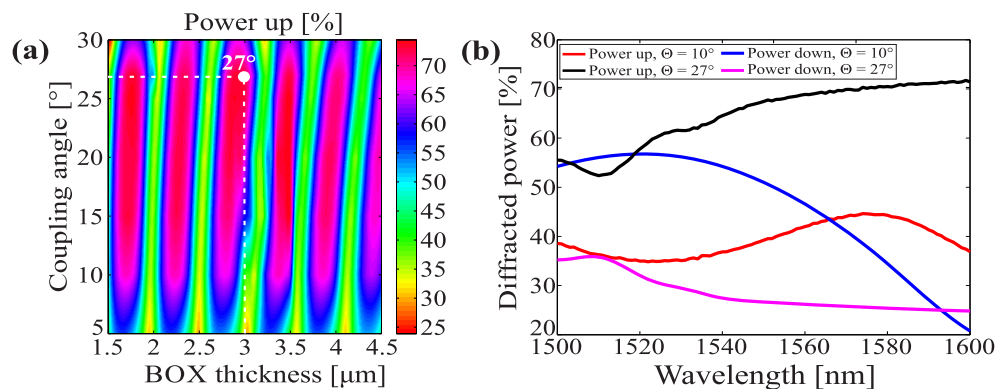 Power up [%]
(a)
30
25
20
15
10
5
Coupling angle [°]
27°
1.5 2 2.5 3 3.5 4 4.5
BOX thickness [μm]
70
65
60
55
50
45
40
35
30
25
(b)
80
70
60
50
40
30
20
Diffracted power [%]
Power up, Θ = 10°
Power down, Θ = 10°
Power up, Θ = 27°
Power down, Θ = 27°
1500 1520 1540 1560 1580 1600
Wavelength [nm]